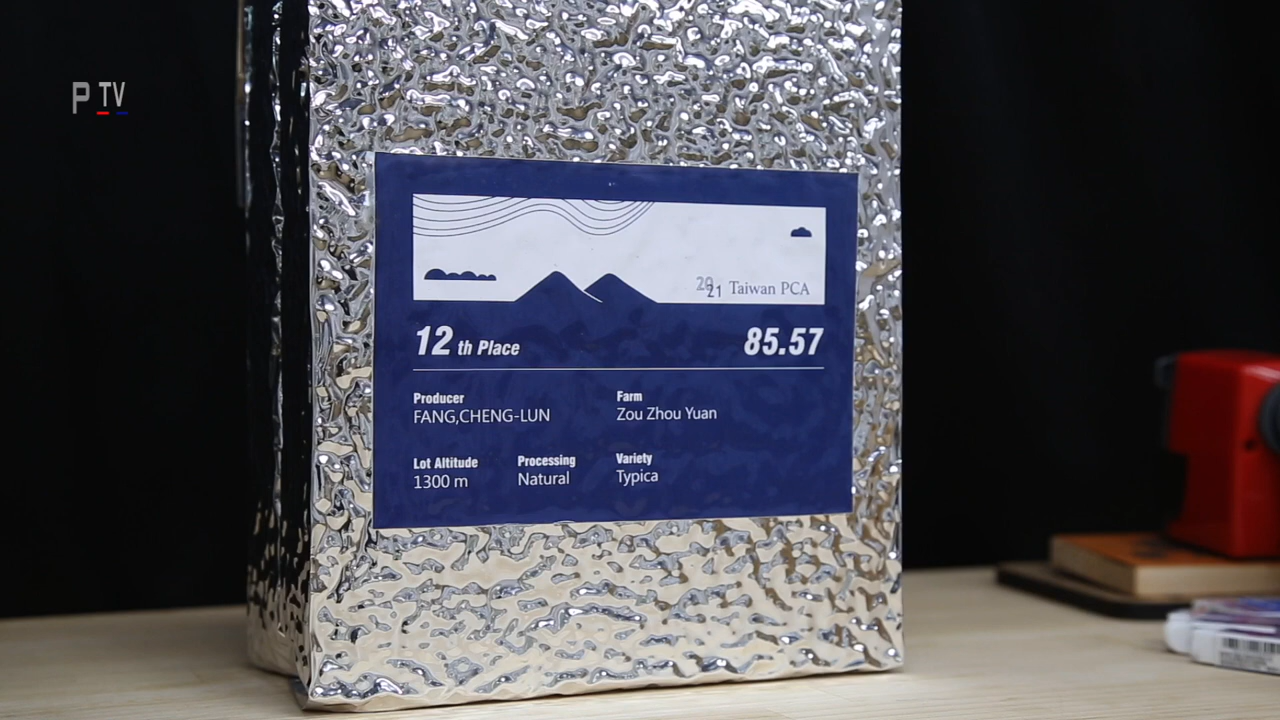 P TV
2021 Taiwan PCA
12 th Place
85.57
Producer
FANG,CHENG-LUN
Farm
Zou Zhou Yuan
Lot Altitude
1300 m
Processing
Natural
Variety
Typica